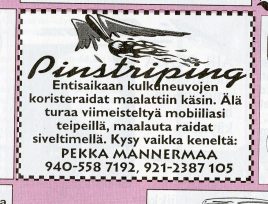 Pinstriping
Entisaikaan kulkuneuvojen
koristeraidat maalattiin käsin. Älä
turaa viimeisteltyä mobiiliasi
teipeillä, maalauta raidat
siveltimellä. Kysy vaikka keneltä:
PEKKA MANNERMAA
940-558 7192, 921-2387 105